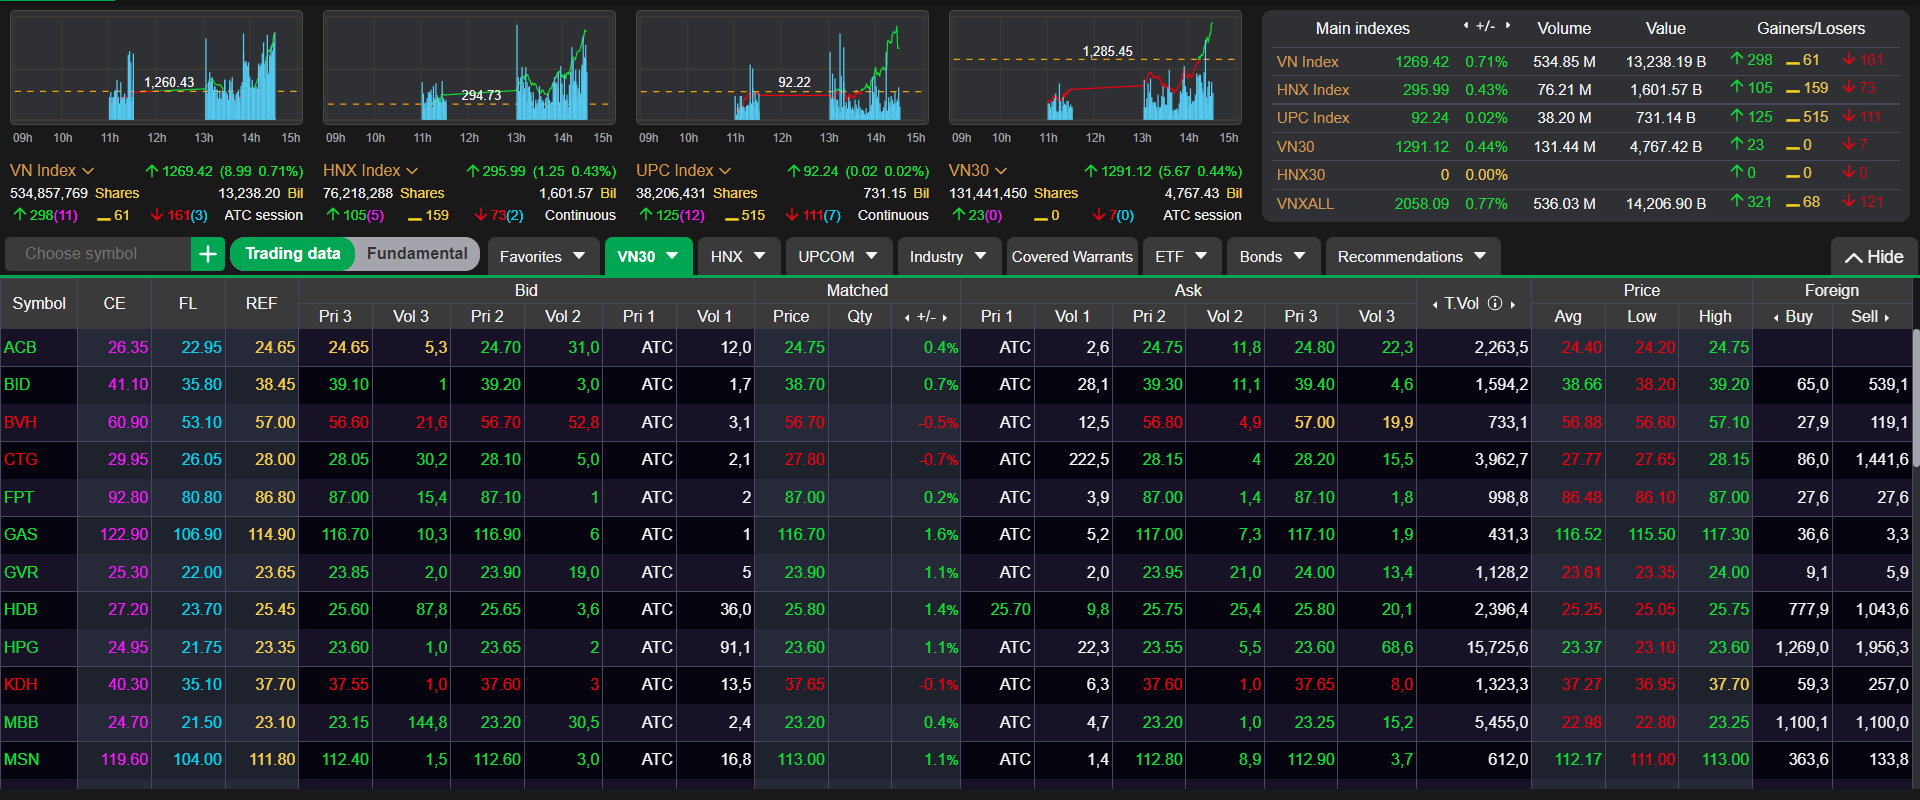 1,260.43
09h 10h 11h 12h 13h 14h 15h
VN Index 1269.42 (8.99 0.71%)
534,857,769 Shares 13,238.20 Bil
298(11) 61 161(3) ATC session
294.73
09h 10h 11h 12h 13h 14h 15h
HNX Index 295.99 (1.25 0.43%)
76,218,288 Shares 1,601.57 Bil
105(5) 159 73(2) Continuous
92.22
09h 10h 11h 12h 13h 14h 15h
UPC Index 92.24 (0.02 0.02%)
38,206,431 Shares 731.15 Bil
125(12) 515 111(7) Continuous
1,285.45
09h 10h 11h 12h 13h 14h 15h
VN30 1291.12 (5.67 0.44%)
131,441,450 Shares 4,767.43 Bil
23(0) 0 7(0) ATC session
Main indexes +/- Volume Value Gainers/Losers
VN Index 1269.42 0.71% 534.85 M 13,238.19 B 298 61 161
HNX Index 295.99 0.43% 76.21 M 1,601.57 B 105 159 73
UPC Index 92.24 0.02% 38.20 M 731.14 B 125 515 111
VN30 1291.12 0.44% 131.44 M 4,767.42 B 23 0 7
HNX30 0 0.00% 0 0 0
VNXALL 2058.09 0.77% 536.03 M 14,206.90 B 321 68 121
Choose symbol + Trading data Fundamental Favorites VN30 HNX UPCOM Industry Covered Warrants ETF Bonds Recommendations Hide
Symbol CE FL REF Bid Matched Ask T.Vol Price Foreign
Pri 3 Vol 3 Pri 2 Vol 2 Pri 1 Vol 1 Price Qty +/- Pri 1 Vol 1 Pri 2 Vol 2 Pri 3 Vol 3 Avg Low High Buy Sell
ACB 26.35 22.95 24.65 24.65 5,3 24.70 31,0 ATC 12,0 24.75 0.4% ATC 2,6 24.75 11,8 24.80 22,3 2,263,5 24.40 24.20 24.75
BID 41.10 35.80 38.45 39.10 1 39.20 3,0 ATC 1,7 38.70 0.7% ATC 28,1 39.30 11,1 39.40 4,6 1,594,2 38.66 38.20 39.20 65,0 539,1
BVH 60.90 53.10 57.00 56.60 21,6 56.70 52,8 ATC 3,1 56.70 -0.5% ATC 12,5 56.80 4,9 57.00 19,9 733,1 56.88 56.60 57.10 27,9 119,1
CTG 29.95 26.05 28.00 28.05 30,2 28.10 5,0 ATC 2,1 27.80 -0.7% ATC 222,5 28.15 4 28.20 15,5 3,962,7 27.77 27.65 28.15 86,0 1,441,6
FPT 92.80 80.80 86.80 87.00 15,4 87.10 1 ATC 2 87.00 0.2% ATC 3,9 87.00 1,4 87.10 1,8 998,8 86.48 86.10 87.00 27,6 27,6
GAS 122.90 106.90 114.90 116.70 10,3 116.90 6 ATC 1 116.70 1.6% ATC 5,2 117.00 7,3 117.10 1,9 431,3 116.52 115.50 117.30 36,6 3,3
GVR 25.30 22.00 23.65 23.85 2,0 23.90 19,0 ATC 5 23.90 1.1% ATC 2,0 23.95 21,0 24.00 13,4 1,128,2 23.61 23.35 24.00 9,1 5,9
HDB 27.20 23.70 25.45 25.60 87,8 25.65 3,6 ATC 36,0 25.80 1.4% 25.70 9,8 25.75 25,4 25.80 20,1 2,396,4 25.25 25.05 25.75 777,9 1,043,6
HPG 24.95 21.75 23.35 23.60 1,0 23.65 2 ATC 91,1 23.60 1.1% ATC 22,3 23.55 5,5 23.60 68,6 15,725,6 23.37 23.10 23.60 1,269,0 1,956,3
KDH 40.30 35.10 37.70 37.55 1,0 37.60 3 ATC 13,5 37.65 -0.1% ATC 6,3 37.60 1,0 37.65 8,0 1,323,3 37.27 36.95 37.70 59,3 257,0
MBB 24.70 21.50 23.10 23.15 144,8 23.20 30,5 ATC 2,4 23.20 0.4% ATC 4,7 23.20 1,0 23.25 15,2 5,455,0 22.98 22.80 23.25 1,100,1 1,100,0
MSN 119.60 104.00 111.80 112.40 1,5 112.60 3,0 ATC 16,8 113.00 1.1% ATC 1,4 112.80 8,9 112.90 3,7 612,0 112.17 111.00 113.00 363,6 133,8